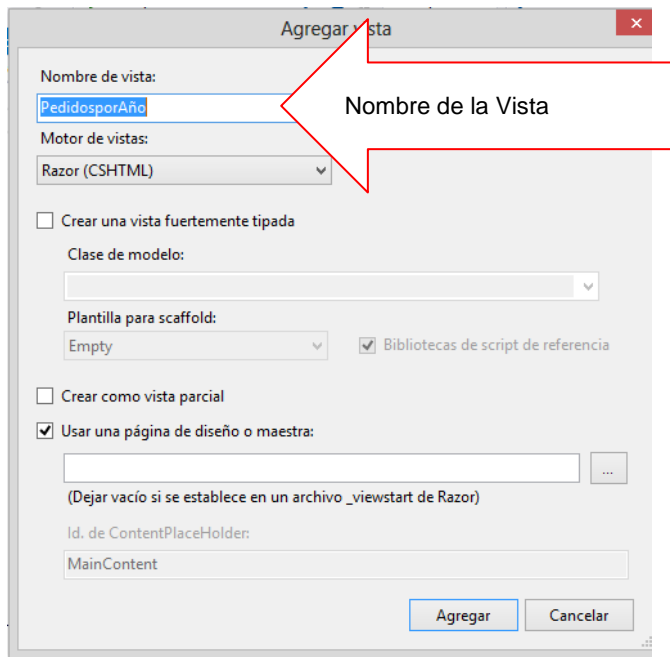 Agregar vista
Nombre de vista:
PedidosporAño
Nombre de la Vista
Motor de vistas:
Razor (CSHTML)
Crear una vista fuertemente tipada
Clase de modelo:
Plantilla para scaffold:
Empty
Bibliotecas de script de referencia
Crear como vista parcial
Usar una página de diseño o maestra:
...
(Dejar vacío si se establece en un archivo _viewstart de Razor)
Id. de ContentPlaceHolder:
MainContent
Agregar
Cancelar